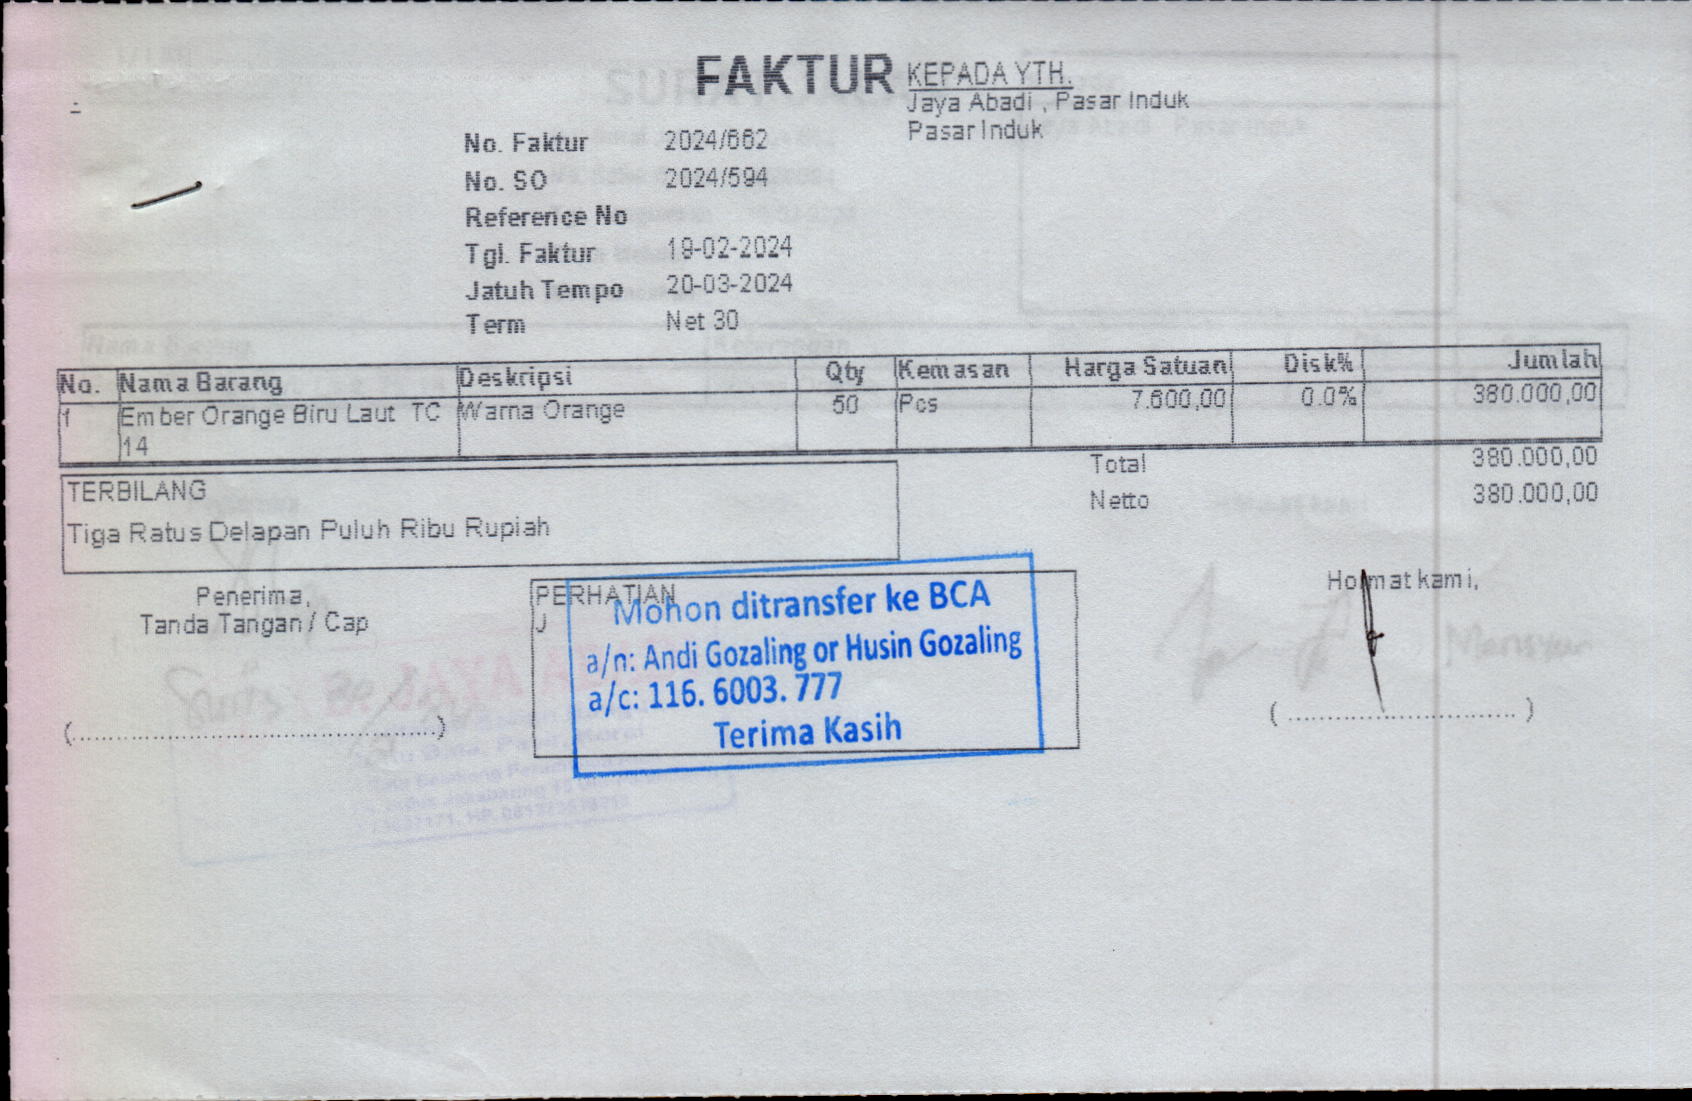 FAKTUR
KEPADA YTH.
Jaya Abadi , Pasar Induk
Pasar Induk
No. Faktur 2024/662
No. SO 2024/594
Reference No
Tgl. Faktur 19-02-2024
Jatuh Tempo 20-03-2024
Term Net 30
No. Nama Barang Deskripsi Qty Kemasan Harga Satuan Disk% Jumlah
1 Ember Orange Biru Laut TC Warna Orange 50 Pcs 7.600,00 0.0% 380.000,00
14
Total 380.000,00
Netto 380.000,00
TERBILANG
Tiga Ratus Delapan Puluh Ribu Rupiah
Penerima,
Tanda Tangan / Cap
PERHATIAN
J
Mohon ditransfer ke BCA
a/n: Andi Gozaling or Husin Gozaling
a/c: 116. 6003. 777
Terima Kasih
Hormat kami,